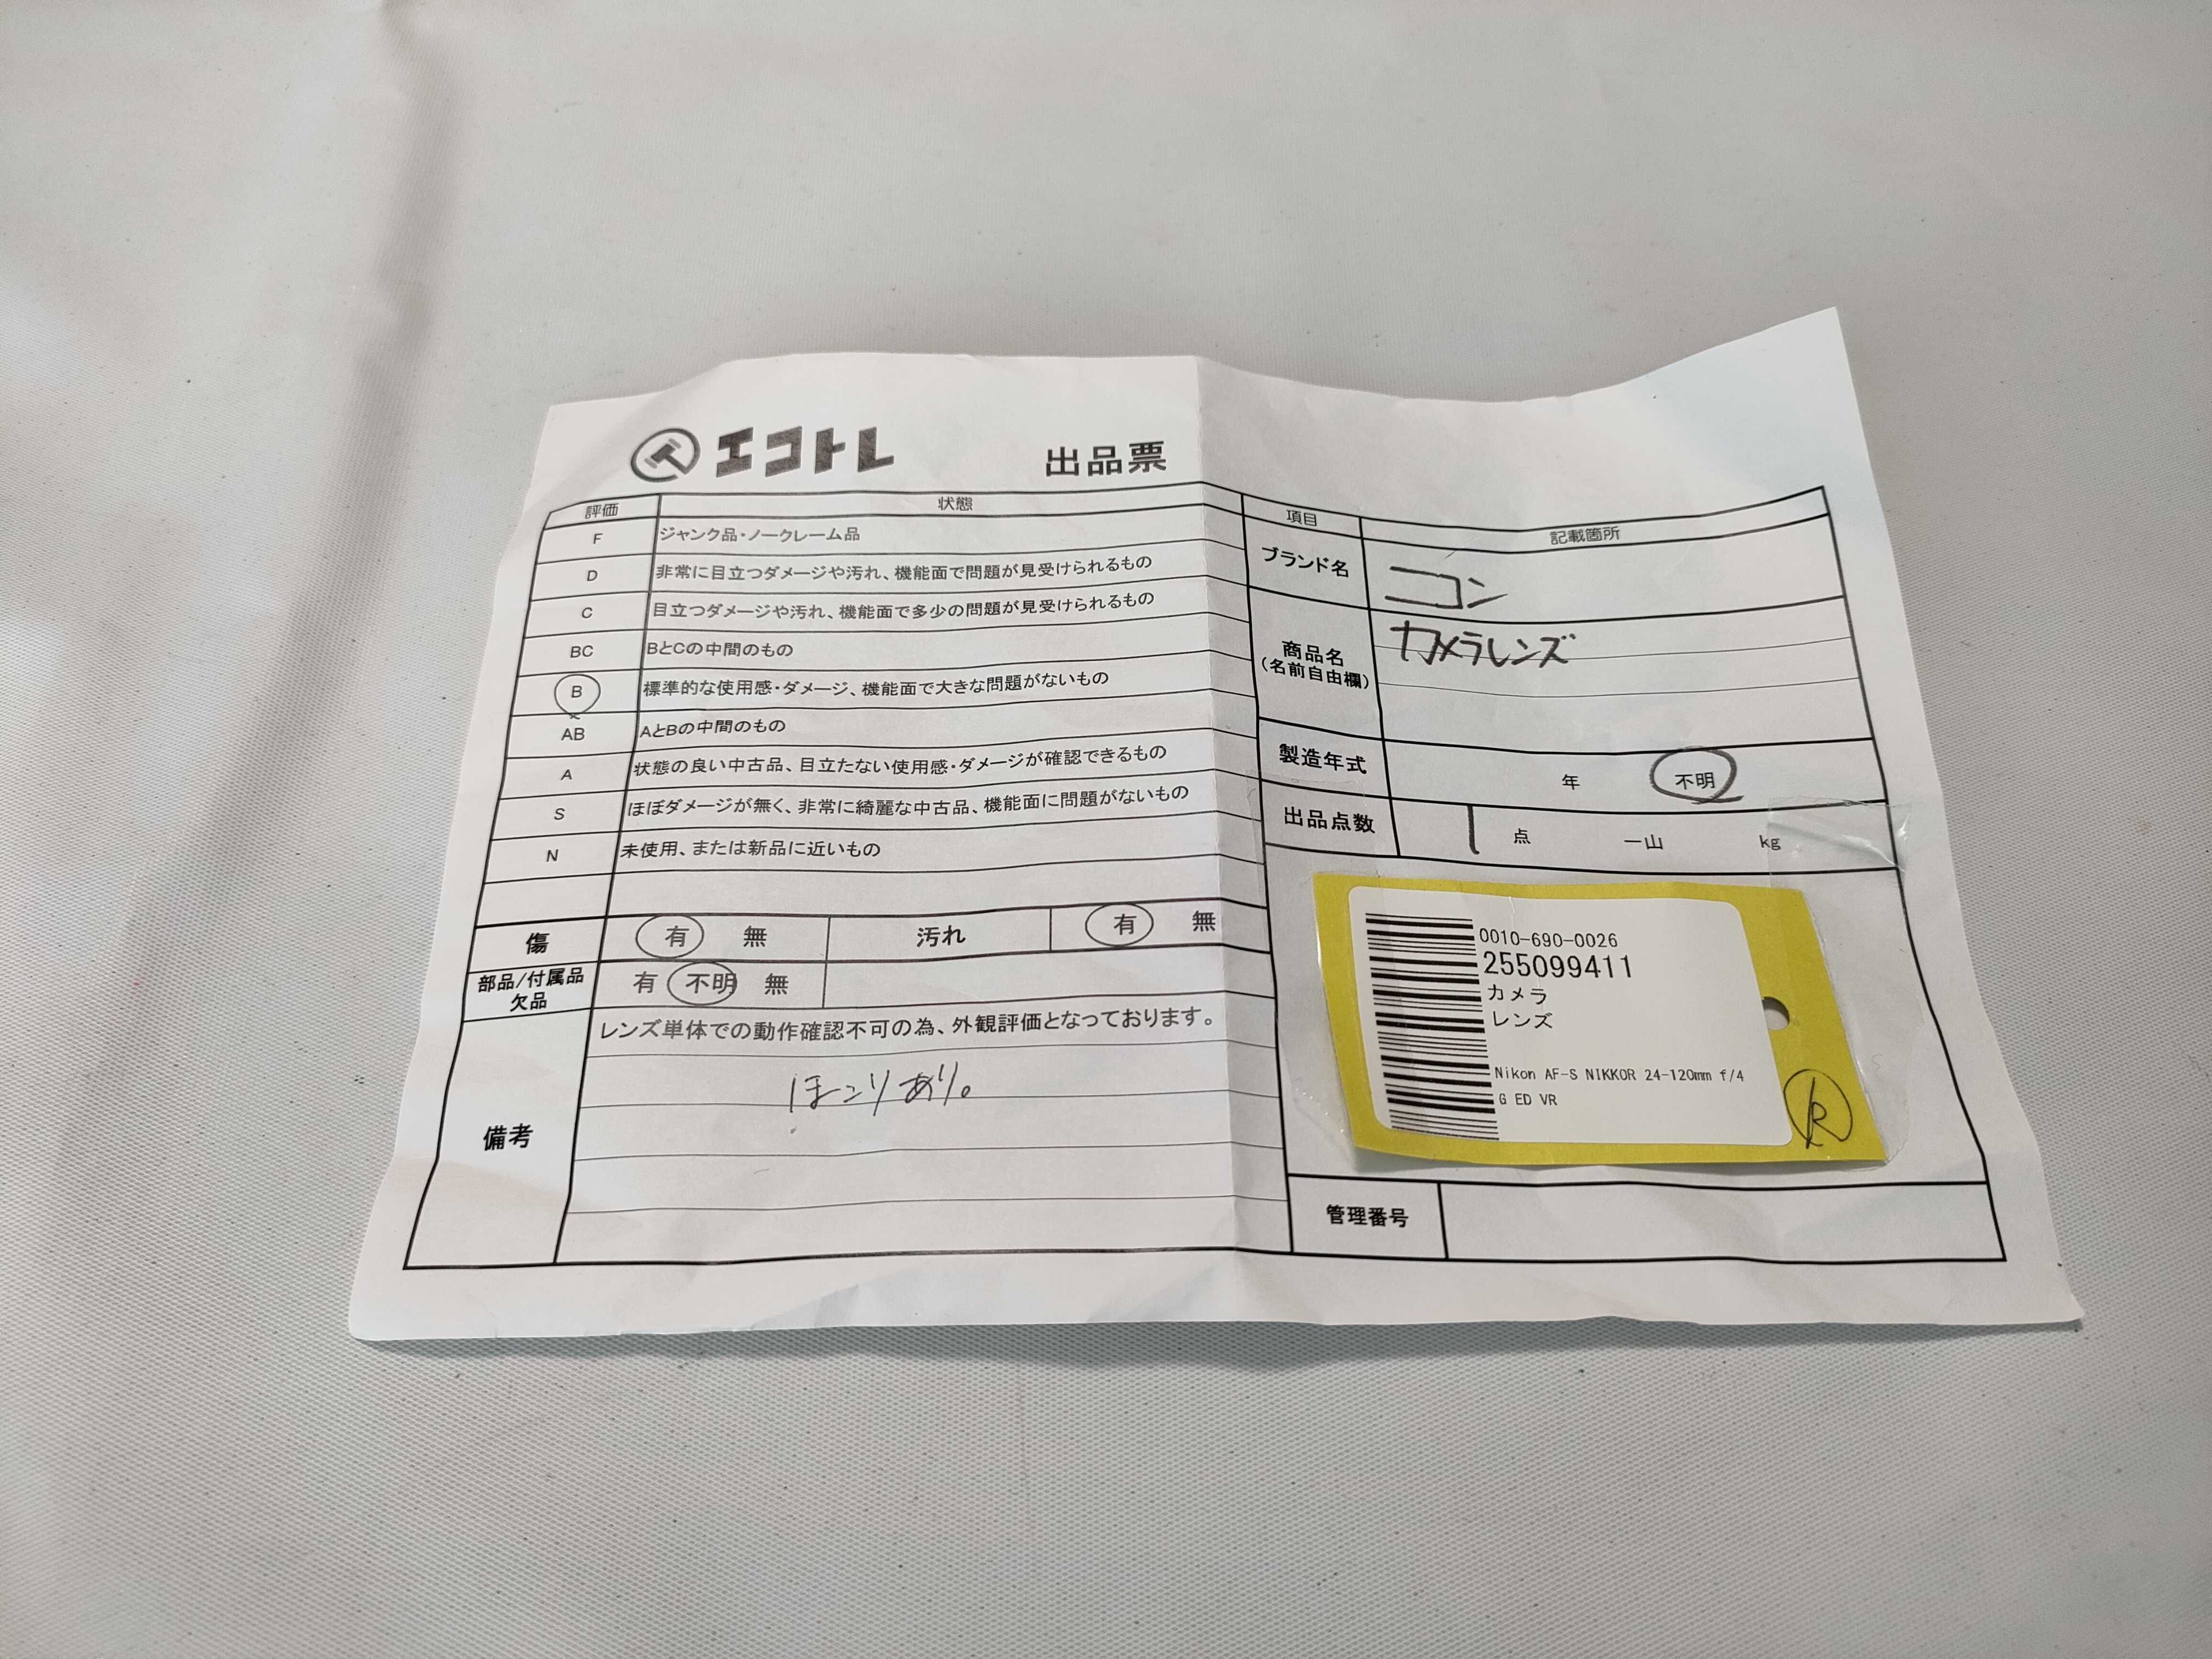 エコトレ 出品票
評価 状態
F ジャンク品・ノークレーム品
D 非常に目立つダメージや汚れ、機能面で問題が見受けられるもの
C 目立つダメージや汚れ、機能面で多少の問題が見受けられるもの
BC BとCの中間のもの
B 標準的な使用感・ダメージ、機能面で大きな問題がないもの
AB AとBの中間のもの
A 状態の良い中古品、目立たない使用感・ダメージが確認できるもの
S ほぼダメージが無く、非常に綺麗な中古品、機能面に問題がないもの
N 未使用、または新品に近いもの
傷 有 無 汚れ 有 無
部品/付属品
欠品
有 不明 無
備考
レンズ単体での動作確認不可の為、外観評価となっております。
ほこりあり。
項目 記載箇所
ブランド名 ニコン
商品名
(名前自由欄)
カメラレンズ
製造年式 年 不明
出品点数 1 点 一山 kg
0010-690-0026
255099411
カメラ
レンズ
Nikon AF-S NIKKOR 24-120mm f/4
G ED VR
R
管理番号